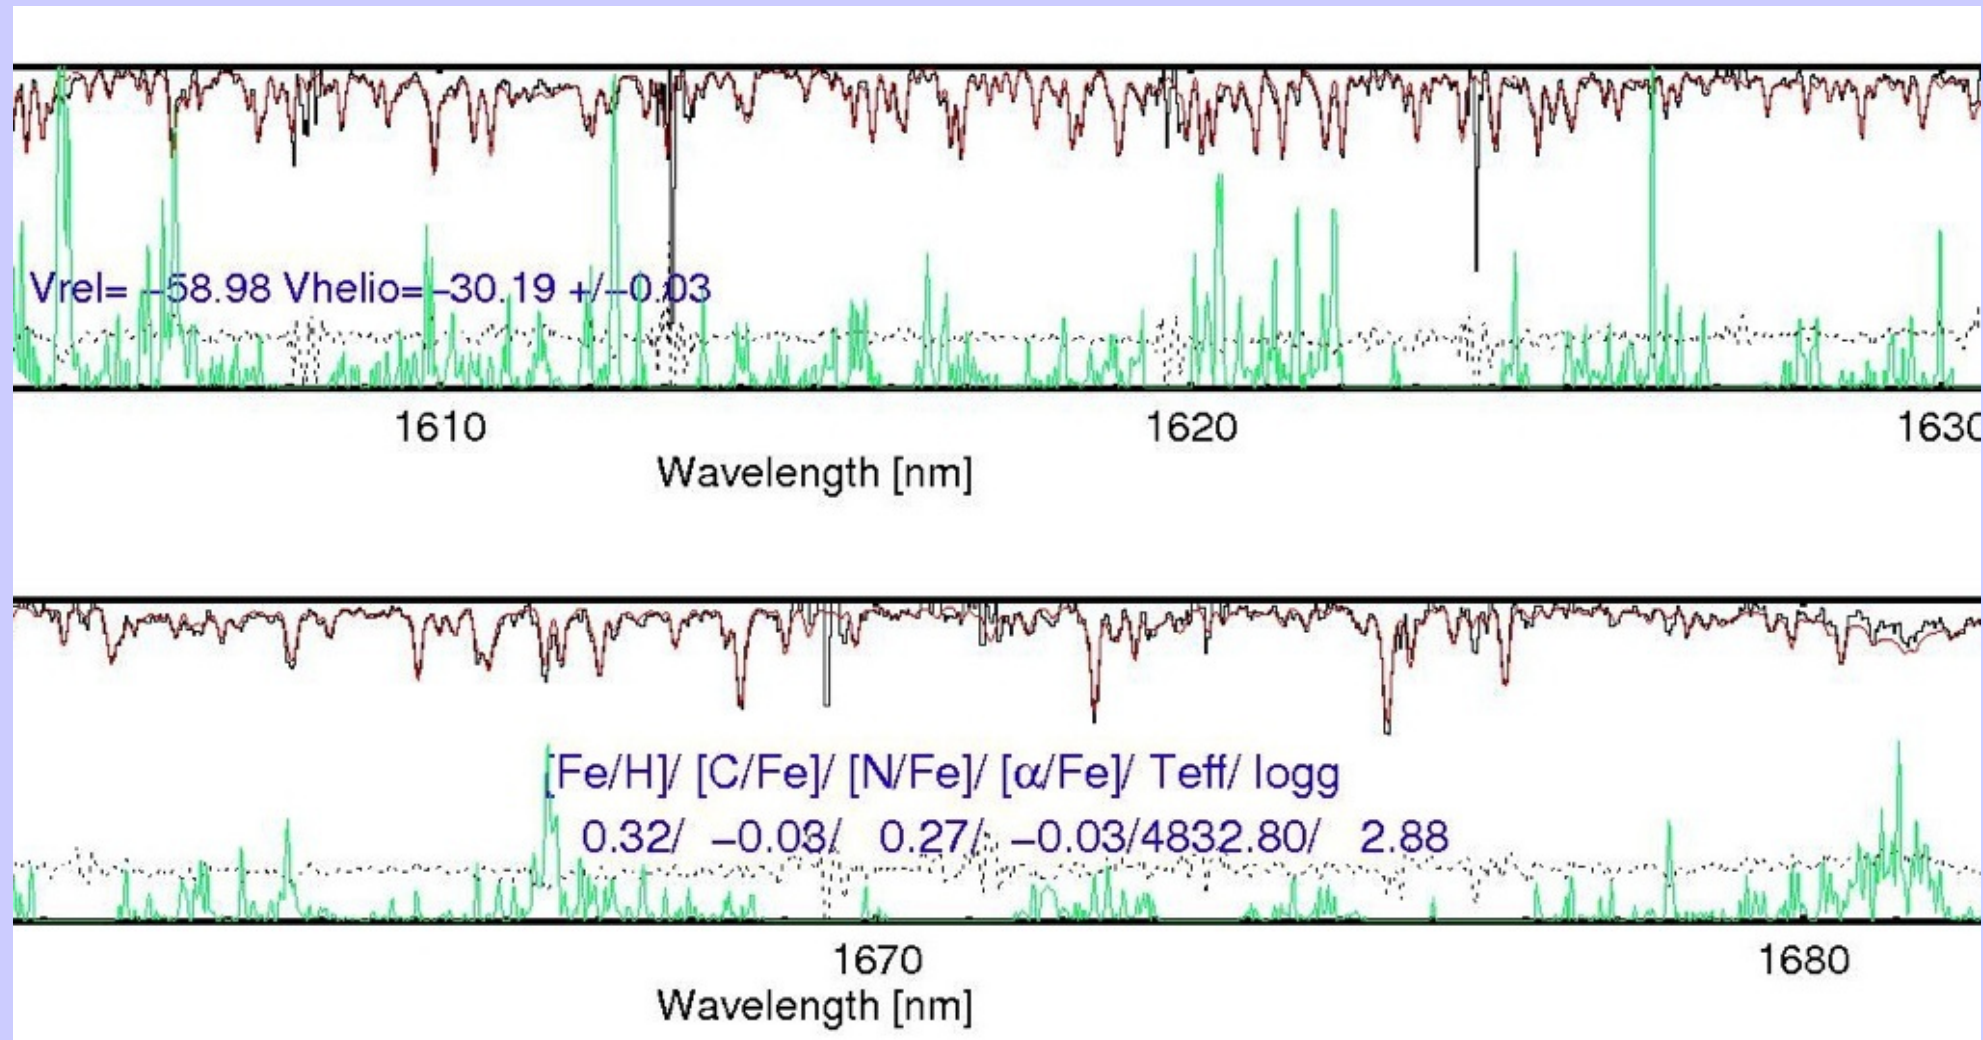 Vrel= −58.98 Vhelio=−30.19 +/−0.03
1610 1620 1630
Wavelength [nm]
[Fe/H]/ [C/Fe]/ [N/Fe]/ [α/Fe]/ Teff/ logg
0.32/ −0.03/ 0.27/ −0.03/4832.80/ 2.88
1670 1680
Wavelength [nm]